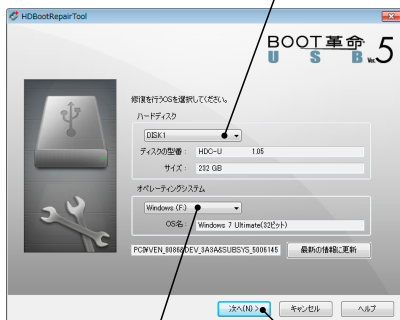 HDBootRepairTool
BOOT革命
USB Ver.5
修復を行うOSを選択してください。
ハードディスク
DISK1
ディスクの型番： HDC-U 1.05
サイズ： 232 GB
オペレーティングシステム
Windows (F:)
OS名： Windows 7 Ultimate(32ビット)
PCI¥VEN_8086&DEV_3A3A&SUBSYS_5006145
最新の情報に更新
次へ(N) >
キャンセル
ヘルプ